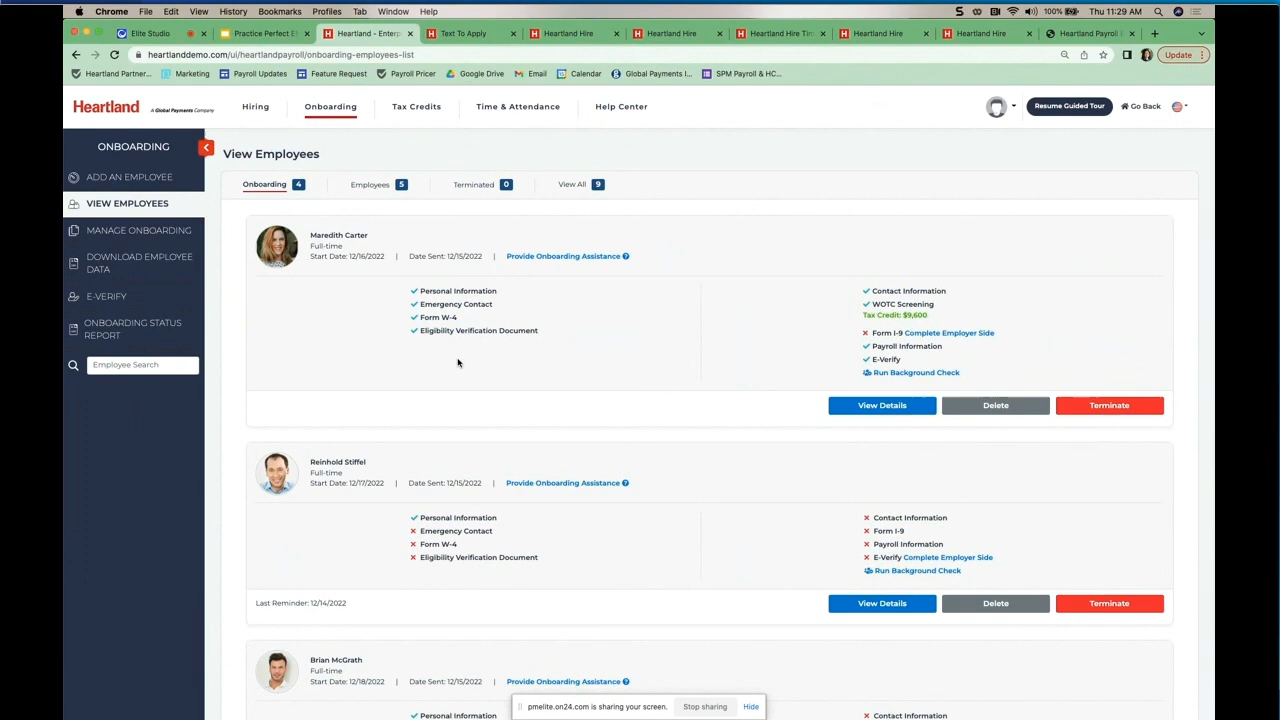 Chrome File Edit View History Bookmarks Profiles Tab Window Help
S 100% Thu 11:29 AM
Elite Studio Practice Perfect E Heartland - Enterp Text To Apply Heartland Hire Heartland Hire Heartland Hire Tim Heartland Hire Heartland Hire Heartland Payroll
heartlanddemo.com/ui/heartlandpayroll/onboarding-employees-list Update
Heartland Partner... Marketing Payroll Updates Feature Request Payroll Pricer Google Drive Email Calendar Global Payments I... SPM Payroll & HC...
Heartland A Global Payments Company Hiring Onboarding Tax Credits Time & Attendance Help Center Resume Guided Tour Go Back
ONBOARDING
ADD AN EMPLOYEE
VIEW EMPLOYEES
MANAGE ONBOARDING
DOWNLOAD EMPLOYEE
DATA
E-VERIFY
ONBOARDING STATUS
REPORT
Employee Search
View Employees
Onboarding 4 Employees 5 Terminated 0 View All 9
Maredith Carter
Full-time
Start Date: 12/16/2022 | Date Sent: 12/15/2022 | Provide Onboarding Assistance
Personal Information
Emergency Contact
Form W-4
Eligibility Verification Document
Contact Information
WOTC Screening
Tax Credit: $9,600
Form I-9 Complete Employer Side
Payroll Information
E-Verify
Run Background Check
View Details Delete Terminate
Reinhold Stiffel
Full-time
Start Date: 12/17/2022 | Date Sent: 12/15/2022 | Provide Onboarding Assistance
Personal Information
Emergency Contact
Form W-4
Eligibility Verification Document
Contact Information
Form I-9
Payroll Information
E-Verify Complete Employer Side
Run Background Check
Last Reminder: 12/14/2022
View Details Delete Terminate
Brian McGrath
Full-time
Start Date: 12/18/2022 | Date Sent: 12/15/2022 | Provide Onboarding Assistance
Personal Information
Contact Information
pmelite.on24.com is sharing your screen. Stop sharing Hide